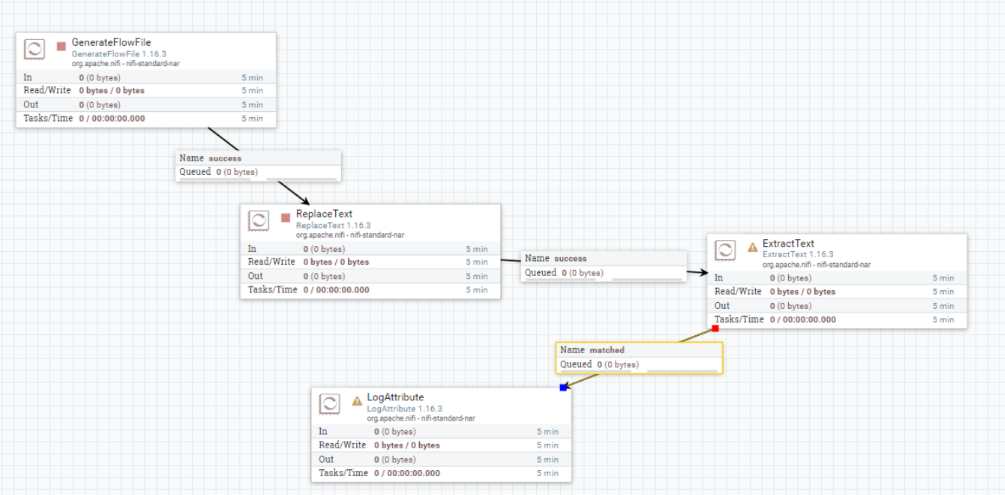 GenerateFlowFile
GenerateFlowFile 1.16.3
org.apache.nifi - nifi-standard-nar
In 0 (0 bytes) 5 min
Read/Write 0 bytes / 0 bytes 5 min
Out 0 (0 bytes) 5 min
Tasks/Time 0 / 00:00:00.000 5 min
Name success
Queued 0 (0 bytes)
ReplaceText
ReplaceText 1.16.3
org.apache.nifi - nifi-standard-nar
In 0 (0 bytes) 5 min
Read/Write 0 bytes / 0 bytes 5 min
Out 0 (0 bytes) 5 min
Tasks/Time 0 / 00:00:00.000 5 min
Name success
Queued 0 (0 bytes)
ExtractText
ExtractText 1.16.3
org.apache.nifi - nifi-standard-nar
In 0 (0 bytes) 5 min
Read/Write 0 bytes / 0 bytes 5 min
Out 0 (0 bytes) 5 min
Tasks/Time 0 / 00:00:00.000 5 min
Name matched
Queued 0 (0 bytes)
LogAttribute
LogAttribute 1.16.3
org.apache.nifi - nifi-standard-nar
In 0 (0 bytes) 5 min
Read/Write 0 bytes / 0 bytes 5 min
Out 0 (0 bytes) 5 min
Tasks/Time 0 / 00:00:00.000 5 min